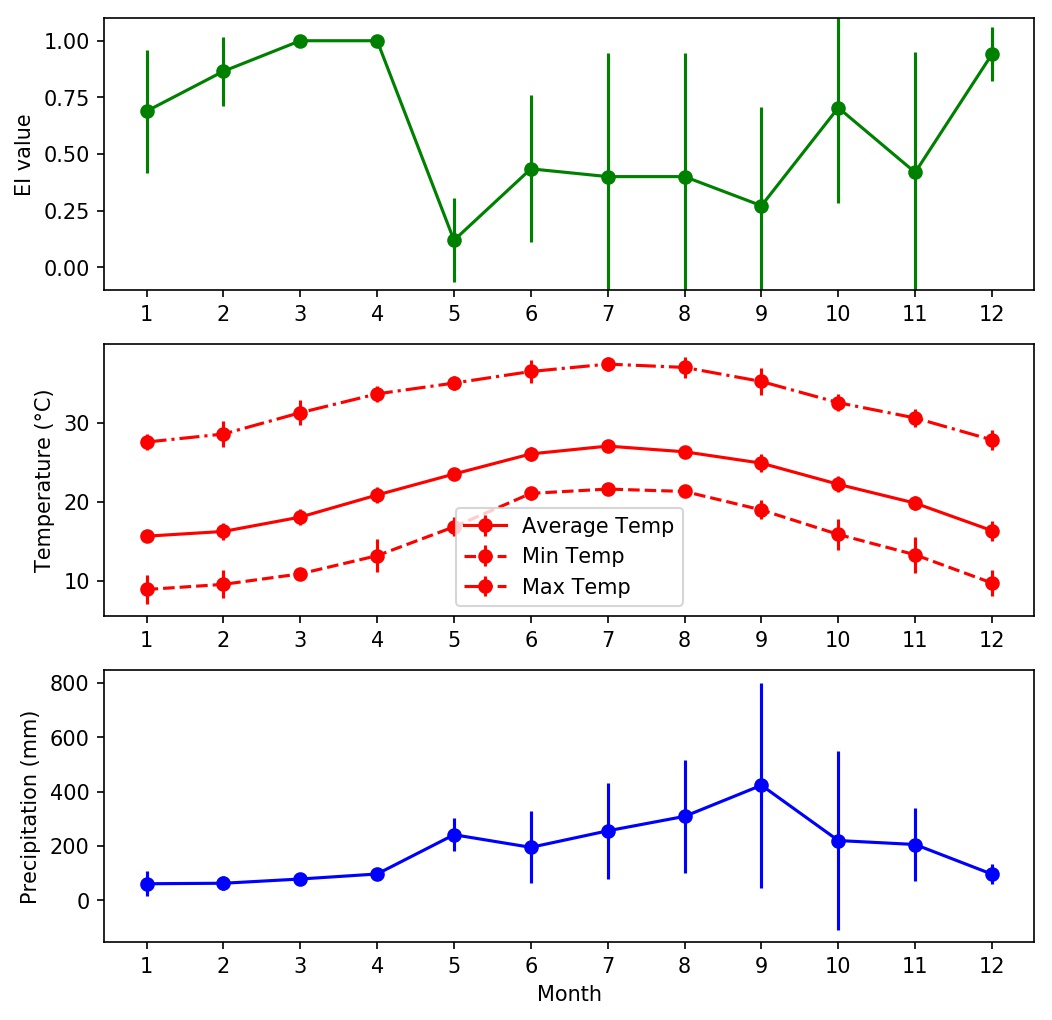 EI value
1.00
0.75
0.50
0.25
0.00
1 2 3 4 5 6 7 8 9 10 11 12
Temperature (°C)
30
20
10
Average Temp
Min Temp
Max Temp
1 2 3 4 5 6 7 8 9 10 11 12
Precipitation (mm)
800
600
400
200
0
1 2 3 4 5 6 7 8 9 10 11 12
Month